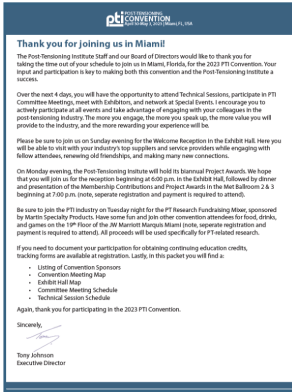 pti POST-TENSIONING
CONVENTION
April 30-May 3, 2023 | Miami, FL, USA
Thank you for joining us in Miami!
The Post-Tensioning Institute Staff and our Board of Directors would like to thank you for
taking the time out of your schedule to join us in Miami, Florida, for the 2023 PTI Convention. Your
input and participation is key to making both this convention and the Post-Tensioning Institute a
success.
Over the next 4 days, you will have the opportunity to attend Technical Sessions, participate in PTI
Committee Meetings, meet with Exhibitors, and network at Special Events. I encourage you to
actively participate at all events and take advantage of engaging with your colleagues in the
post-tensioning industry. The more you engage, the more you speak up, the more value you will
provide to the industry, and the more rewarding your experience will be.
Please be sure to join us on Sunday evening for the Welcome Reception in the Exhibit Hall. Here you
will be able to visit with your industry's top suppliers and service providers while engaging with
fellow attendees, renewing old friendships, and making many new connections.
On Monday evening, the Post-Tensioning Insitute will hold its biannual Project Awards. We hope
that you will join us for the reception beginning at 6:00 p.m. in the Exhibit Hall, followed by dinner
and presentation of the Membership Contributions and Project Awards in the Met Ballroom 2 & 3
beginning at 7:00 p.m. (note, seperate registration and payment is required to attend).
Be sure to join the PTI Industry on Tuesday night for the PT Research Fundraising Mixer, sponsored
by Martin Specialty Products. Have some fun and join other convention attendees for food, drinks,
and games on the 19th Floor of the JW Marriott Marquis Miami (note, seperate registration and
payment is required to attend). All proceeds will be used specifically for PT-related research.
If you need to document your participation for obtaining continuing education credits,
tracking forms are available at registration. Lastly, in this packet you will find a:
• Listing of Convention Sponsors
• Convention Meeting Map
• Exhibit Hall Map
• Committee Meeting Schedule
• Technical Session Schedule
Again, thank you for participating in the 2023 PTI Convention.
Sincerely,
Tony Johnson
Executive Director